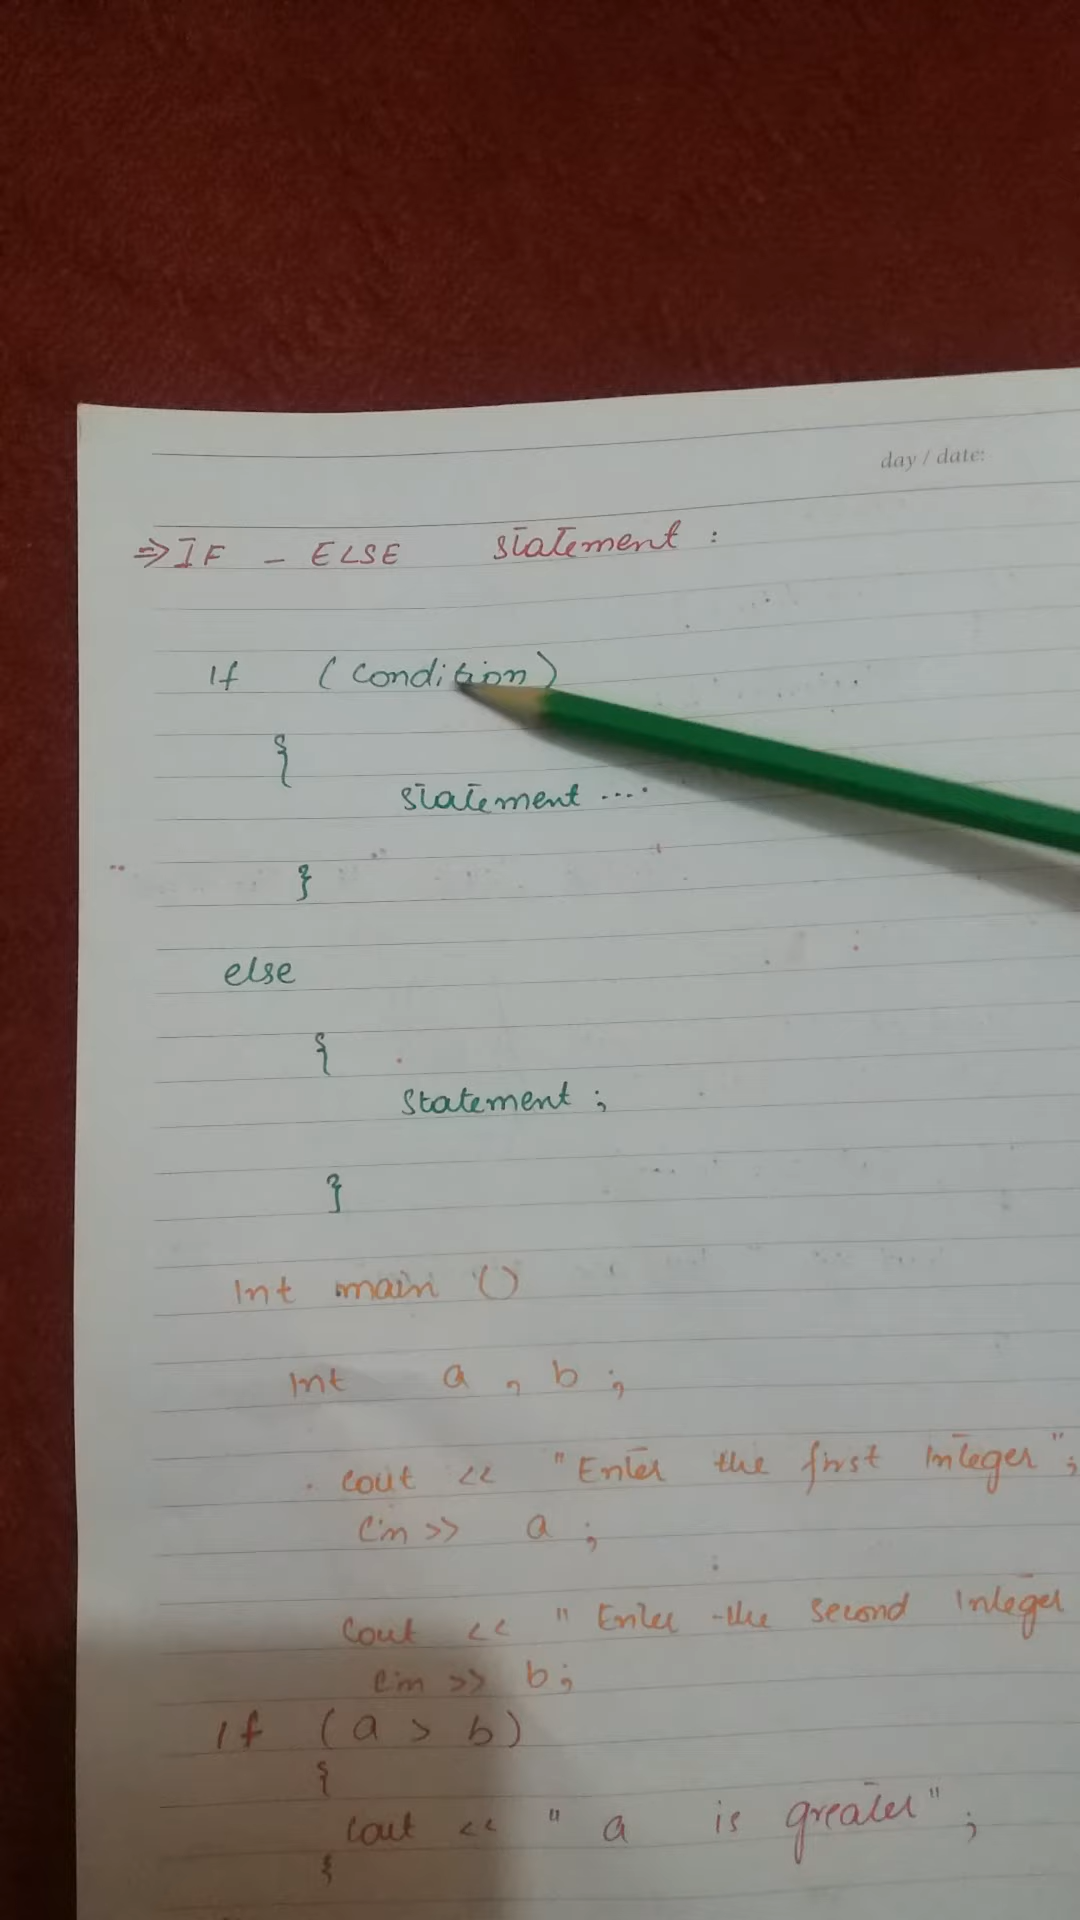 day / date:
⇒ IF - ELSE statement :
If (condition)
{
statement ....
}
else
{
Statement ;
}
Int main ()
Int a , b ;
cout << "Enter the first Integer" ;
Cin >> a ;
Cout << " Enter the second Integer
Cin >> b ;
If (a > b)
{
Cout << " a is greater" ;
{